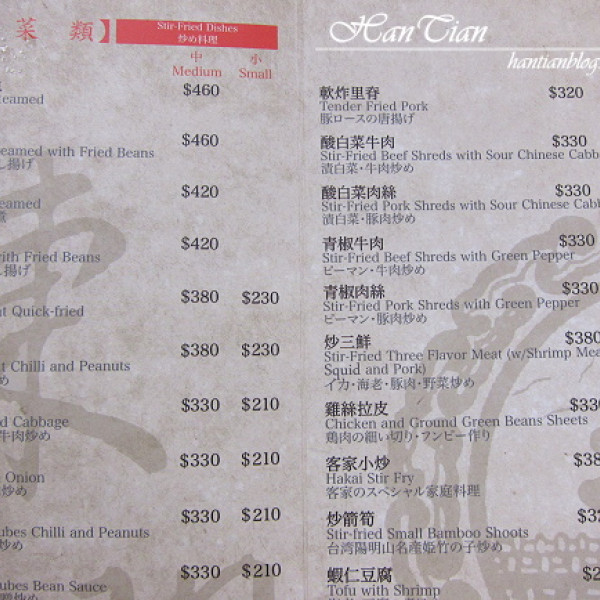 菜 類】
Stir-Fried Dishes
炒め料理
中 小
Medium Small
$460
$460
with Fried Beans
し揚げ
$420
$420
with Fried Beans
し揚げ
Quick-fried
$380 $230
Chilli and Peanuts
$380 $230
Cabbage
牛肉炒め
$330 $210
Onion
炒め
$330 $210
Chilli and Peanuts
炒め
$330 $210
Bean Sauce
$330 $210
HanTian
hantianblog
軟炸里脊 $320
Tender Fried Pork
豚ロースの唐揚げ
酸白菜牛肉 $330
Stir-Fried Beef Shreds with Sour Chinese
漬白菜・牛肉炒め
酸白菜肉絲 $330
Stir-Fried Pork Shreds with Sour Chinese
漬白菜・豚肉炒め
青椒牛肉 $330
Stir-Fried Beef Shreds with Green Pepper
ピーマン・牛肉炒め
青椒肉絲 $330
Stir-Fried Pork Shreds with Green Pepper
ピーマン・豚肉炒め
炒三鮮 $380
Stir-Fried Three Flavor Meat (w/Shrimp
Squid and Pork)
イカ・海老・豚肉・野菜炒め
雞絲拉皮
Chicken and Ground Green Beans Sheets
鶏肉の細い切り・フンピー作り
客家小炒
Hakai Stir Fry
客家のスペシャル家庭料理
炒箭筍
Stir-fried Small Bamboo Shoots
台湾陽明山名産姫竹の子炒め
蝦仁豆腐
Tofu with Shrimp